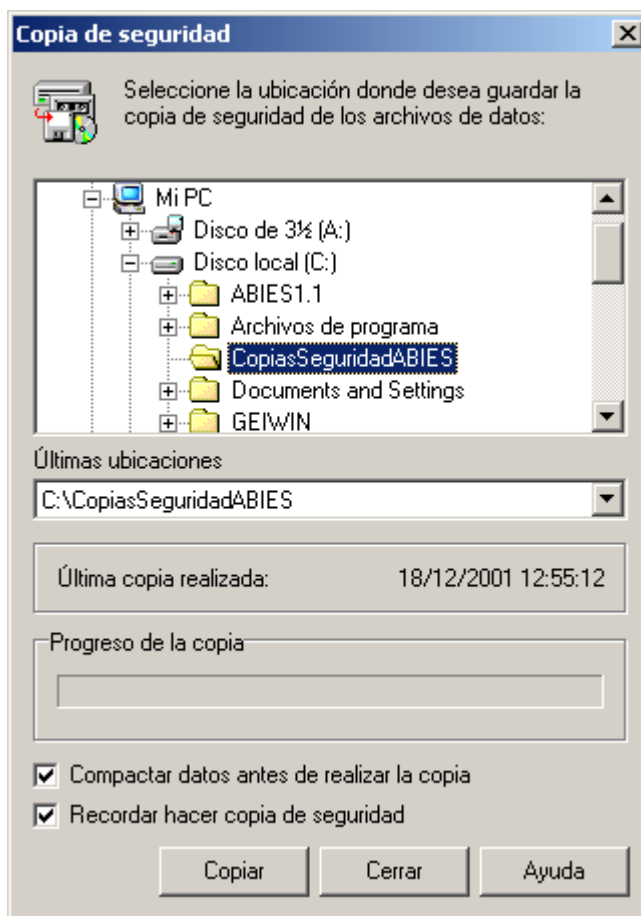 Copia de seguridad
Seleccione la ubicación donde desea guardar la
copia de seguridad de los archivos de datos:
Mi PC
Disco de 3½ (A:)
Disco local (C:)
ABIES1.1
Archivos de programa
CopiasSeguridadABIES
Documents and Settings
GEIWIN
Últimas ubicaciones
C:\CopiasSeguridadABIES
Última copia realizada: 18/12/2001 12:55:12
Progreso de la copia
Compactar datos antes de realizar la copia
Recordar hacer copia de seguridad
Copiar Cerrar Ayuda